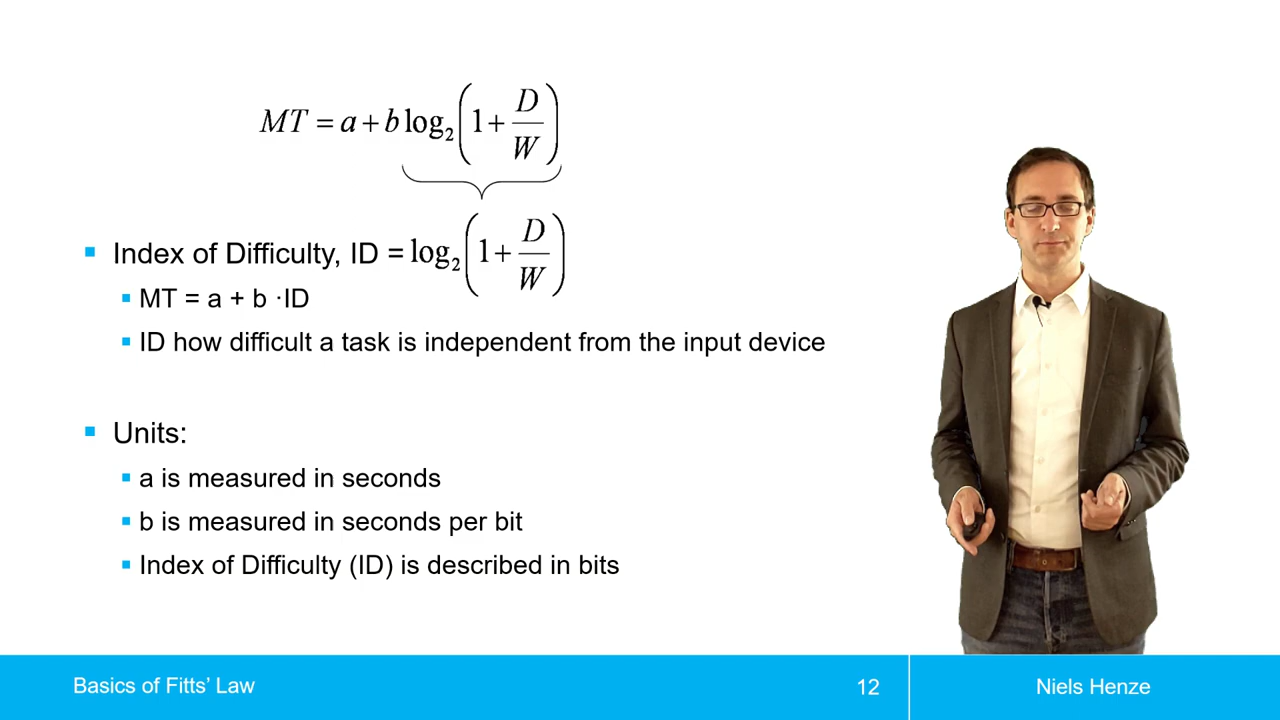 MT = a + b log₂(1 + D/W)
Index of Difficulty, ID = log₂(1 + D/W)
MT = a + b ·ID
ID how difficult a task is independent from the input device
Units:
a is measured in seconds
b is measured in seconds per bit
Index of Difficulty (ID) is described in bits
Basics of Fitts’ Law
12
Niels Henze